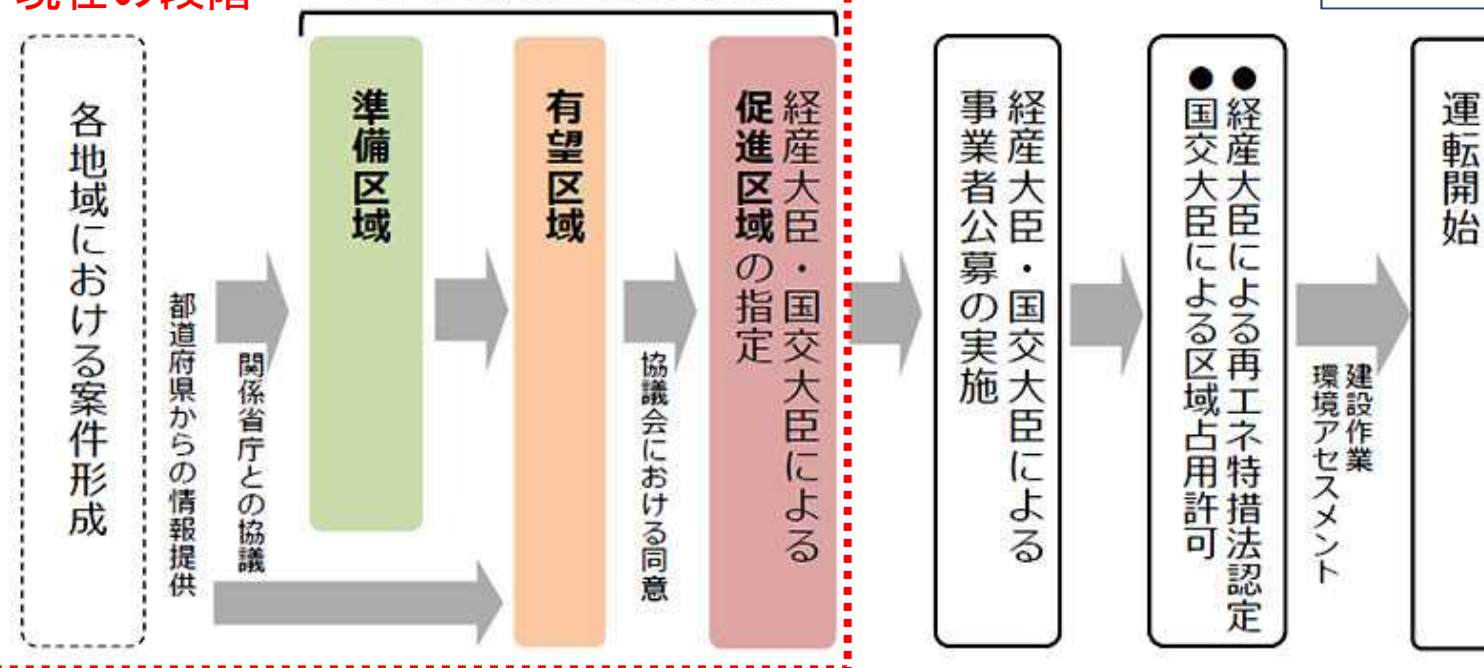 現在の段階
各地域における案件形成
都道府県からの情報提供
関係省庁との協議
準備区域
有望区域
協議会における同意
経産大臣・国交大臣による
促進区域の指定
経産大臣・国交大臣による
事業者公募の実施
●経産大臣による再エネ特措法認定
●国交大臣による区域占用許可
建設作業
環境アセスメント
運転開始